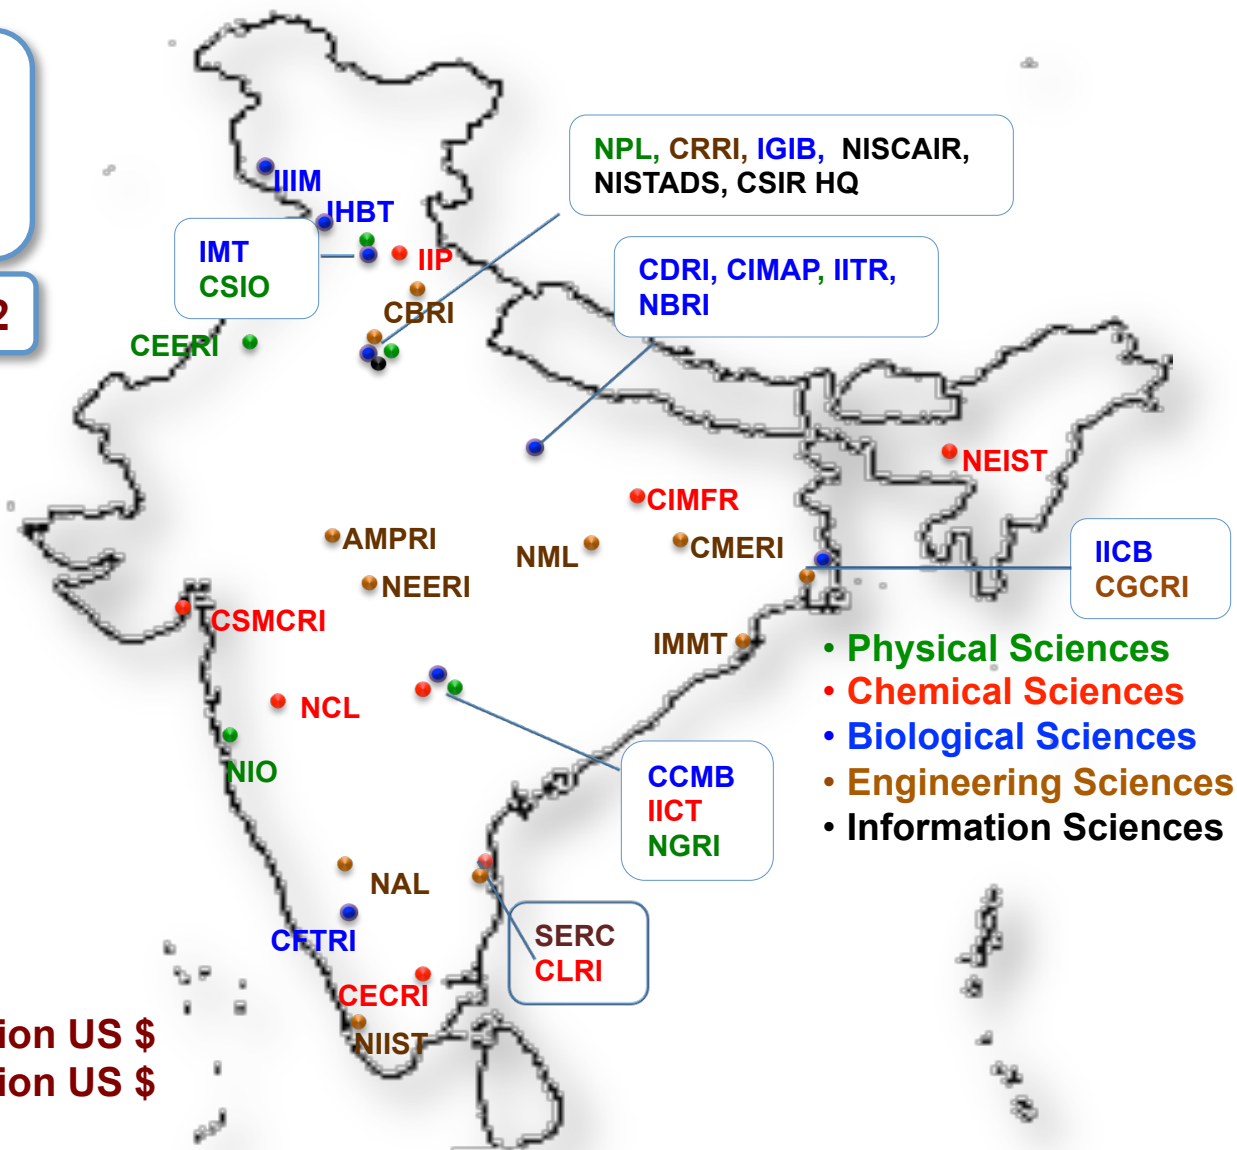 NPL, CRRI, IGIB, NISCAIR,
NISTADS, CSIR HQ
IIIM
IHBT
IMT
CSIO
IIP
CDRI, CIMAP, IITR,
NBRI
2
CBRI
CEERI
NEIST
CIMFR
AMPRI
NML
CMERI
IICB
CGCRI
NEERI
CSMCRI
IMMT
• Physical Sciences
• Chemical Sciences
• Biological Sciences
• Engineering Sciences
• Information Sciences
NCL
NIO
CCMB
IICT
NGRI
NAL
CFTRI
SERC
CLRI
CECRI
NIIST
ion US $
ion US $